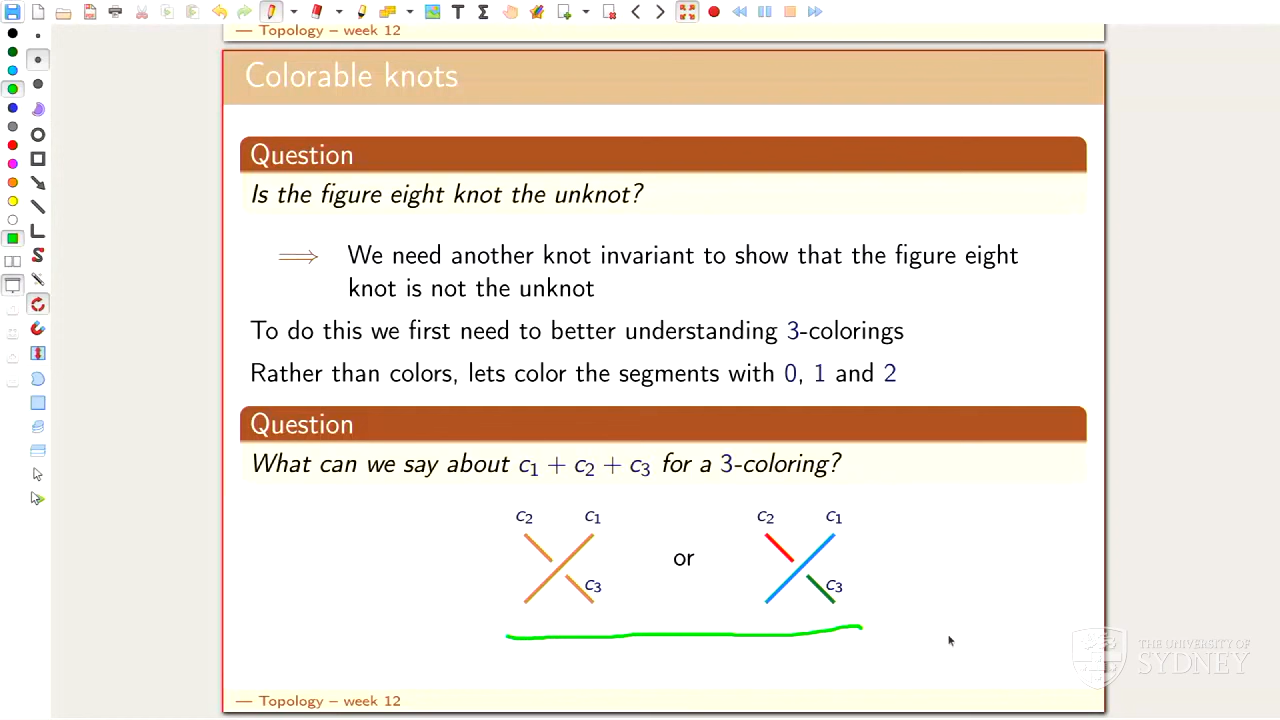 — Topology – week 12
Colorable knots
Question
Is the figure eight knot the unknot?
⟹ We need another knot invariant to show that the figure eight
knot is not the unknot
To do this we first need to better understanding 3-colorings
Rather than colors, lets color the segments with 0, 1 and 2
Question
What can we say about c₁ + c₂ + c₃ for a 3-coloring?
c₂ c₁ c₂ c₁
or
c₃ c₃
THE UNIVERSITY OF
SYDNEY
— Topology – week 12